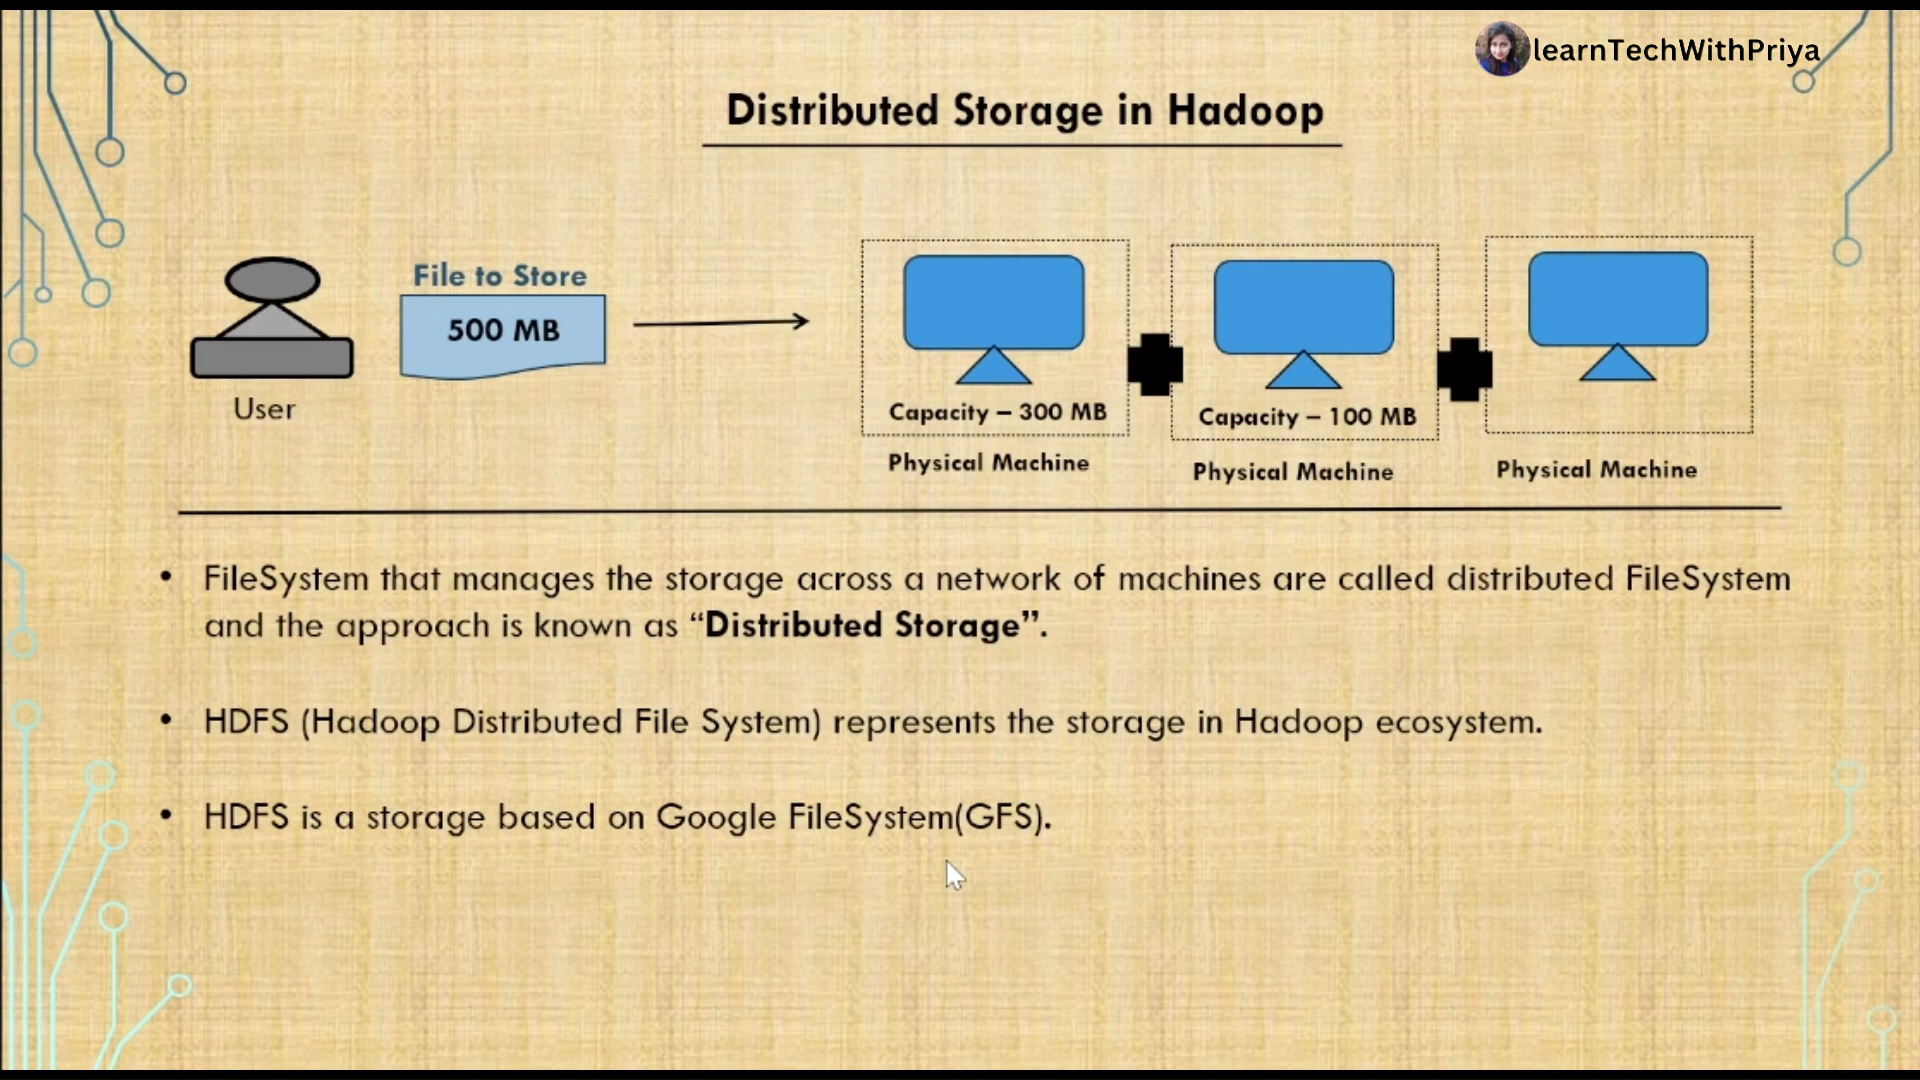 learnTechWithPriya
Distributed Storage in Hadoop
File to Store
500 MB
User
Capacity – 300 MB
Physical Machine
Capacity – 100 MB
Physical Machine
Physical Machine
• FileSystem that manages the storage across a network of machines are called distributed FileSystem
and the approach is known as “Distributed Storage”.
• HDFS (Hadoop Distributed File System) represents the storage in Hadoop ecosystem.
• HDFS is a storage based on Google FileSystem(GFS).